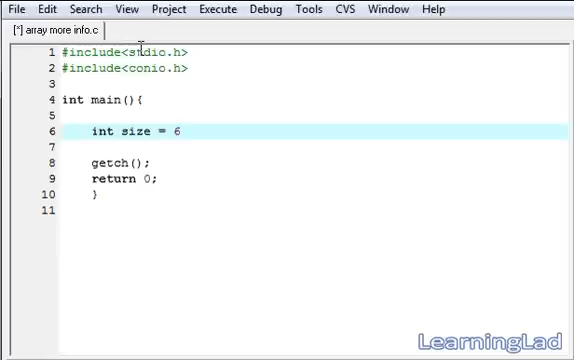 File Edit Search View Project Execute Debug Tools CVS Window Help
[*] array more info.c
1 #include<stdio.h>
2 #include<conio.h>
3
4 int main(){
5
6 int size = 6
7
8 getch();
9 return 0;
10 }
11
LearningLad